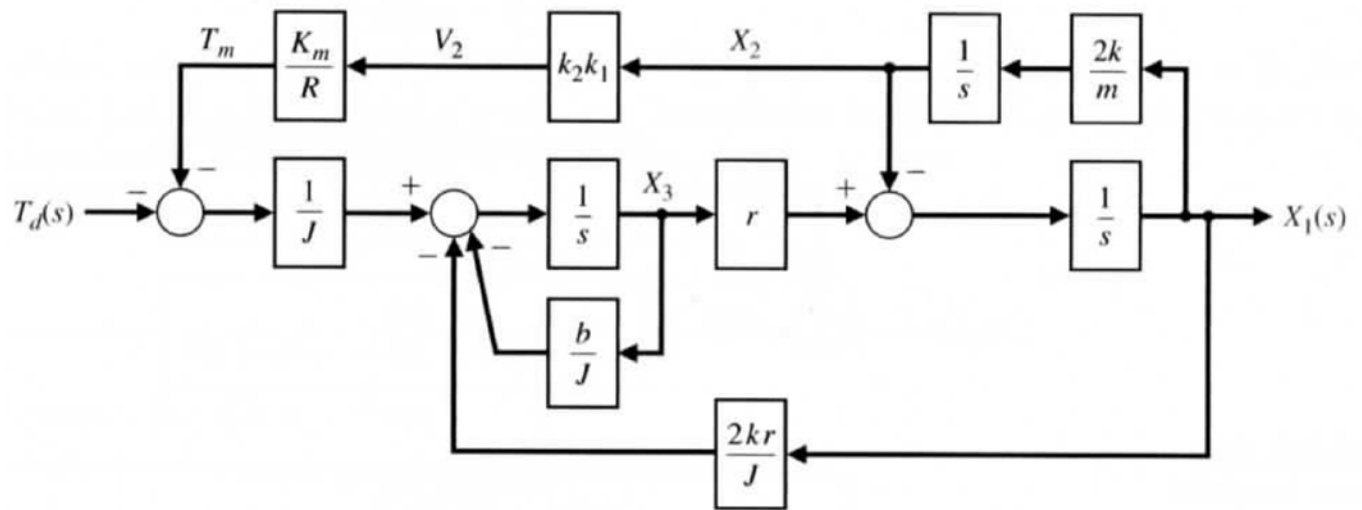 T_m
K_m
R
V_2
k_2k_1
X_2
1
s
2k
m
T_d(s)
−
−
1
J
+
−
−
1
s
X_3
r
+
−
1
s
X_1(s)
b
J
2kr
J